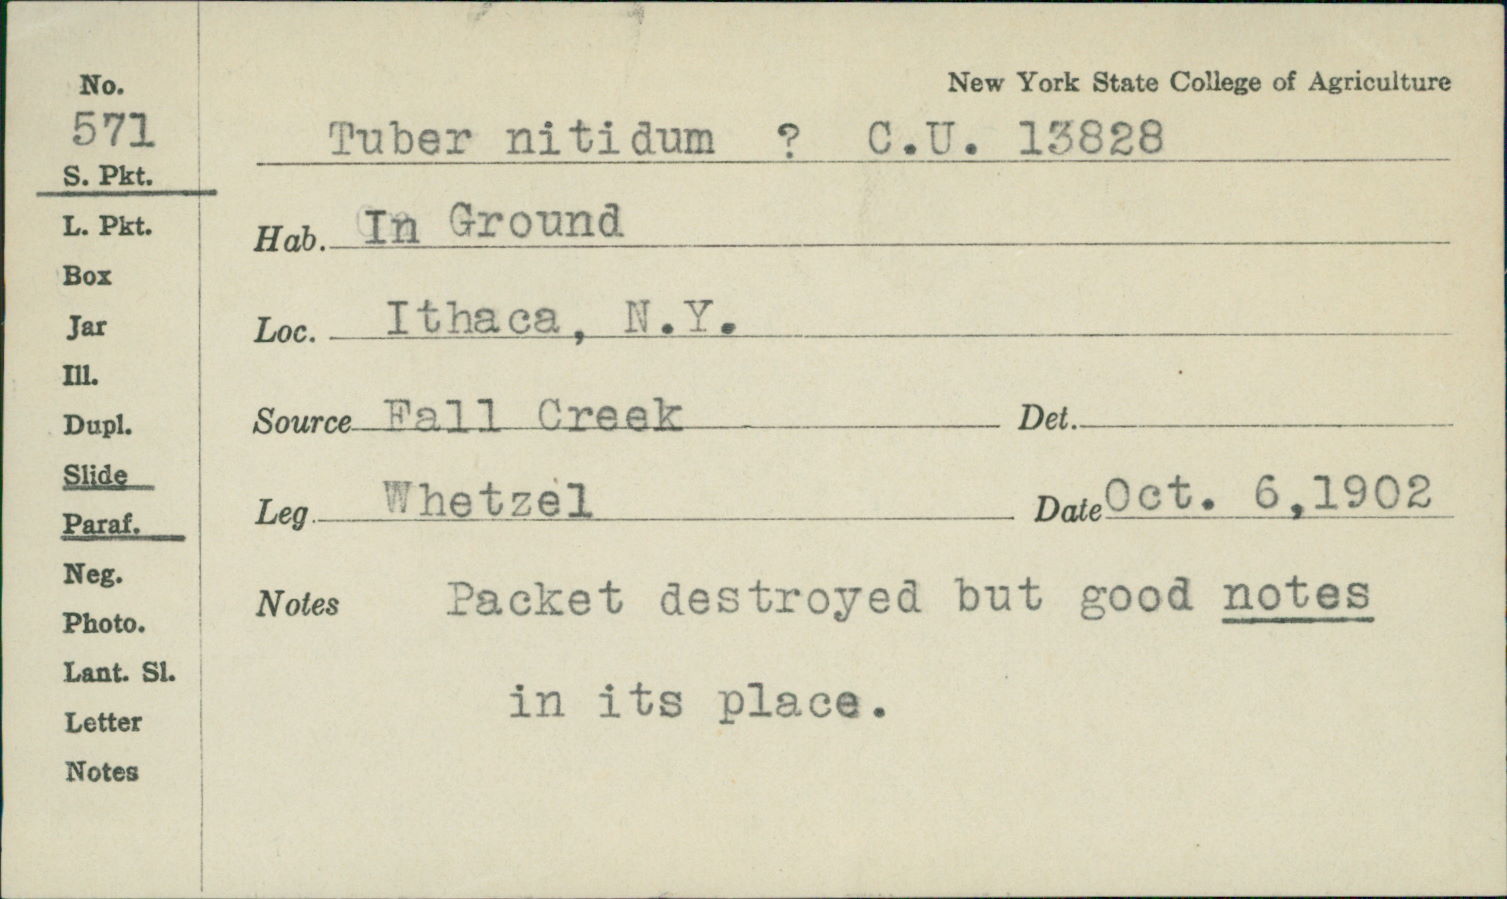 No.
571
S. Pkt.
L. Pkt.
Box
Jar
Ill.
Dupl.
Slide
Paraf.
Neg.
Photo.
Lant. Sl.
Letter
Notes
New York State College of Agriculture
Tuber nitidum ? C.U. 13828
Hab. In Ground
Loc. Ithaca, N.Y.
Source Fall Creek Det.
Leg. Whetzel Date Oct. 6,1902
Notes Packet destroyed but good notes
in its place.